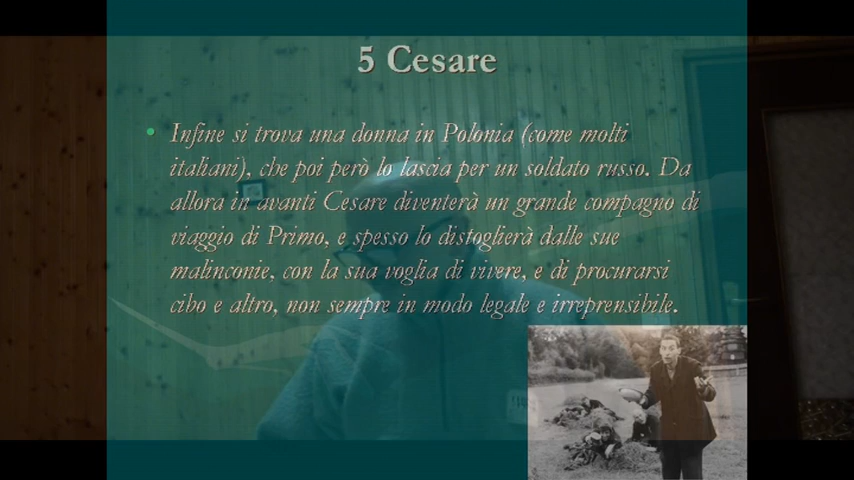 5 Cesare
• Infine si trova una donna in Polonia (come molti
italiani), che poi però lo lascia per un soldato russo. Da
allora in avanti Cesare diventerà un grande compagno di
viaggio di Primo, e spesso lo distoglierà dalle sue
malinconie, con la sua voglia di vivere, e di procurarsi
cibo e altro, non sempre in modo legale e irreprensibile.